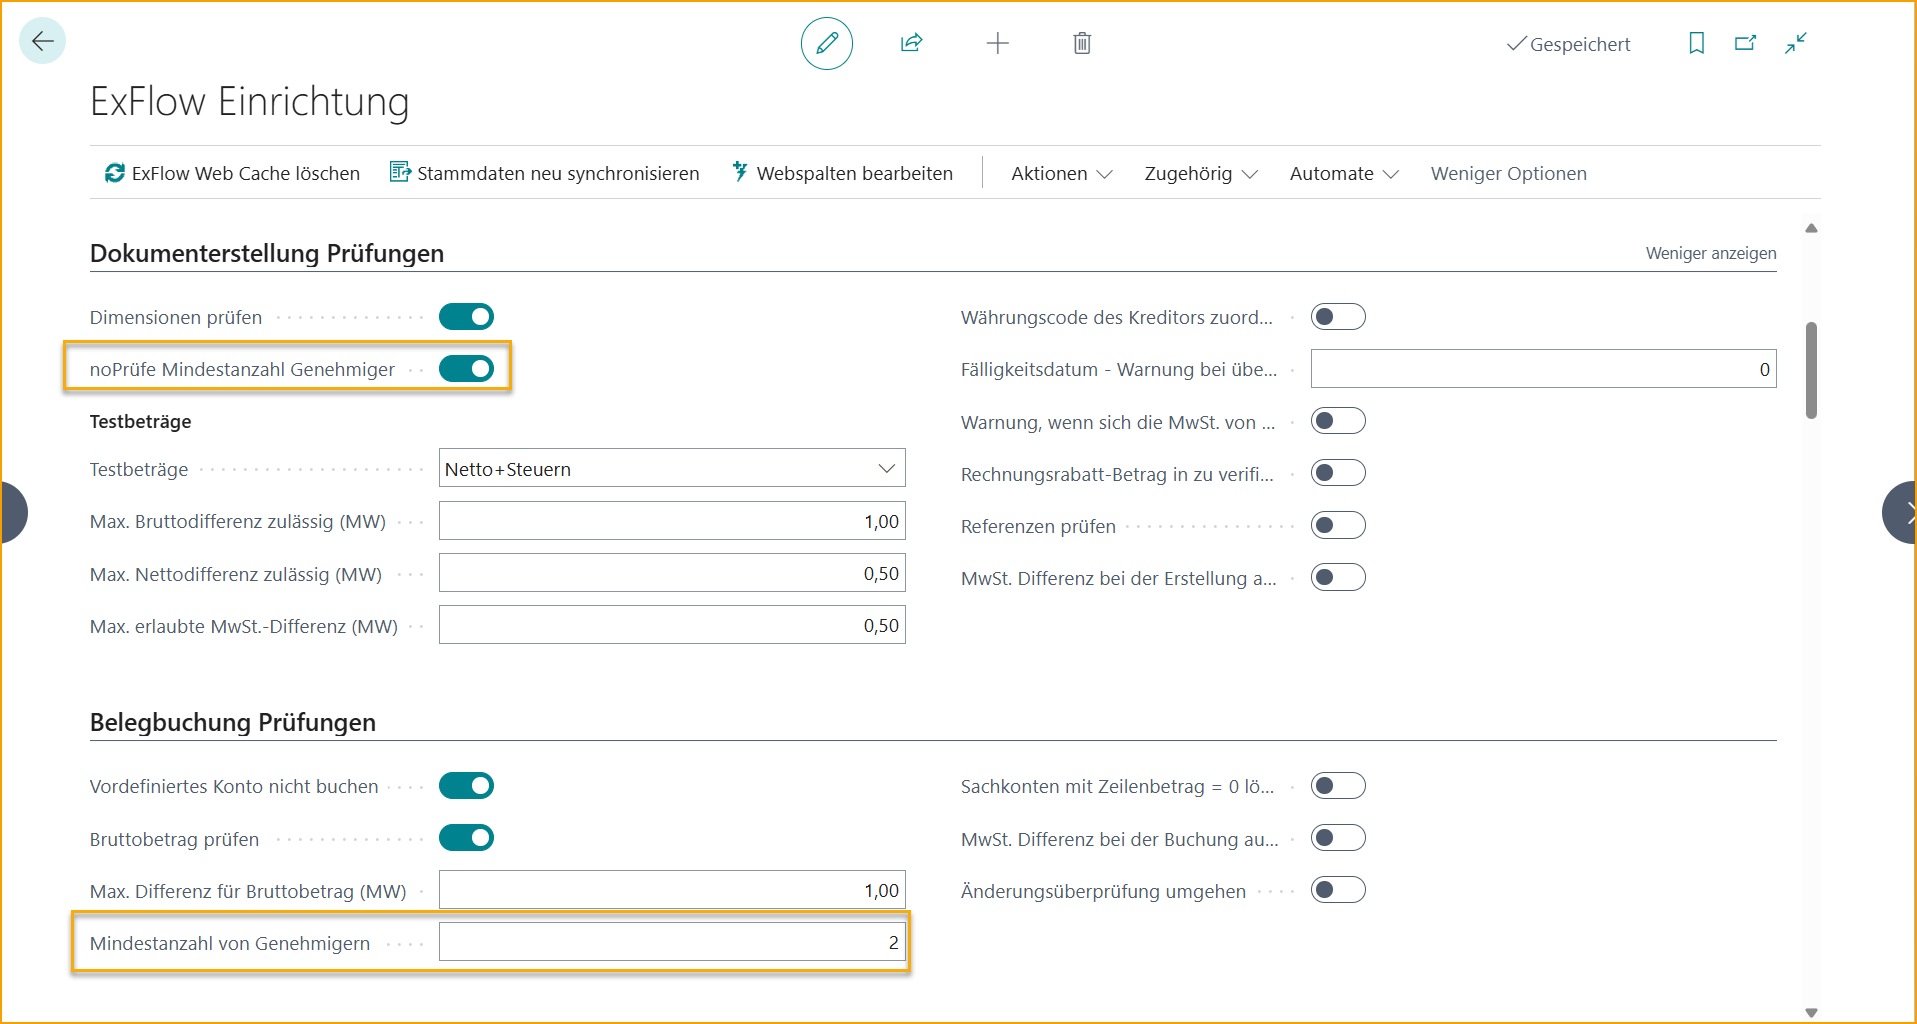 Gespeichert
ExFlow Einrichtung
ExFlow Web Cache löschen Stammdaten neu synchronisieren Webspalten bearbeiten Aktionen Zugehörig Automate Weniger Optionen
Dokumenterstellung Prüfungen Weniger anzeigen
Dimensionen prüfen
noPrüfe Mindestanzahl Genehmiger
Testbeträge
Testbeträge Netto+Steuern
Max. Bruttodifferenz zulässig (MW) 1,00
Max. Nettodifferenz zulässig (MW) 0,50
Max. erlaubte MwSt.-Differenz (MW) 0,50
Währungscode des Kreditors zuord...
Fälligkeitsdatum - Warnung bei übe... 0
Warnung, wenn sich die MwSt. von ...
Rechnungsrabatt-Betrag in zu verifi...
Referenzen prüfen
MwSt. Differenz bei der Erstellung a...
Belegbuchung Prüfungen
Vordefiniertes Konto nicht buchen
Bruttobetrag prüfen
Max. Differenz für Bruttobetrag (MW) 1,00
Mindestanzahl von Genehmigern 2
Sachkonten mit Zeilenbetrag = 0 lö...
MwSt. Differenz bei der Buchung au...
Änderungsüberprüfung umgehen